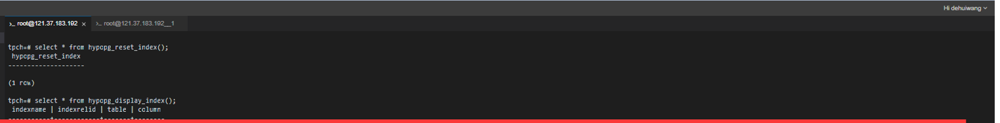 Hi dehuiwang
>_ root@121.37.183.192 × >_ root@121.37.183.192__1
tpch=# select * from hypopg_reset_index();
hypopg_reset_index
--------------------
(1 row)
tpch=# select * from hypopg_display_index();
indexname | indexrelid | table | column
-----------+------------+-------+--------